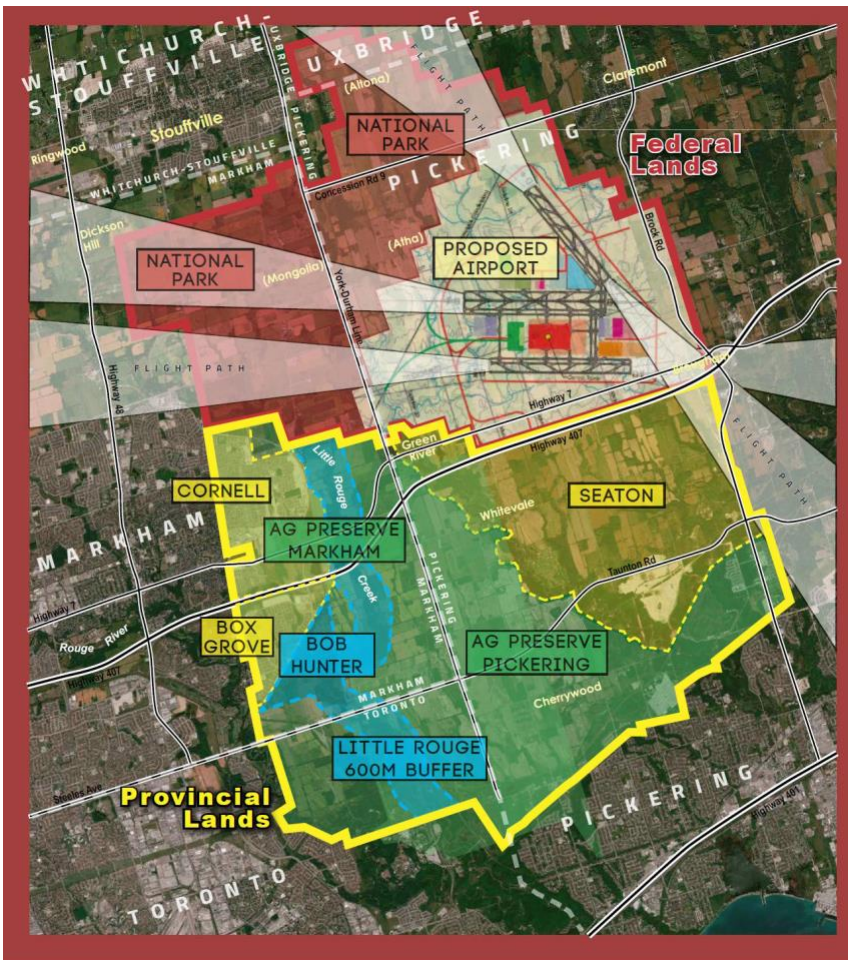 WHTICHURCH-
STOUFFVILLE
UXBRIDGE
UXBRIDGE
PICKERING
(Altona)
FLIGHT PATH
Claremont
Stouffville
Ringwood
NATIONAL
PARK
PICKERING
Federal
Lands
WHITCHURCH-STOUFFVILLE
MARKHAM
Concession Rd 9
Dickson
Hill
(Atha)
Brock Rd
NATIONAL
PARK
(Mongolia)
PROPOSED
AIRPORT
York-Durham Line
FLIGHT PATH
Highway 48
Highway 7
Highway 407
FLIGHT PATH
Green
River
Little
Rouge
Creek
CORNELL
SEATON
Whitevale
MARKHAM
AG PRESERVE
MARKHAM
PICKERING
MARKHAM
Taunton Rd
Highway 7
Rouge River
Highway 407
BOX
GROVE
BOB
HUNTER
AG PRESERVE
PICKERING
MARKHAM
TORONTO
Cherrywood
LITTLE ROUGE
600M BUFFER
Steeles Ave
Provincial
Lands
PICKERING
Highway 401
TORONTO